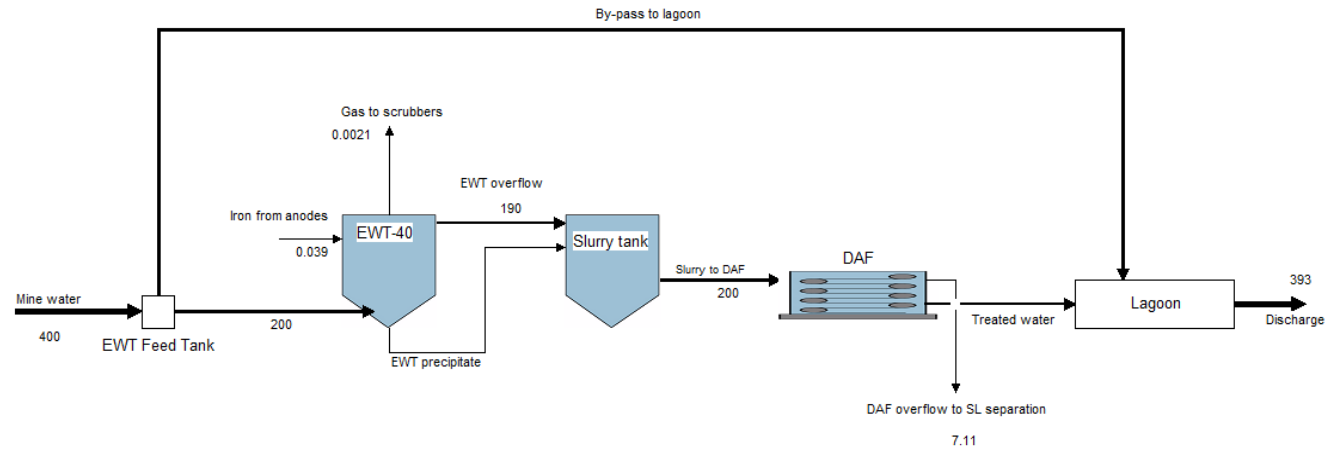 By-pass to lagoon
Gas to scrubbers
0.0021
EWT overflow
190
Iron from anodes
0.039
EWT-40
Slurry tank
Slurry to DAF
200
DAF
Mine water
400
EWT Feed Tank
200
EWT precipitate
Treated water
Lagoon
393
Discharge
DAF overflow to SL separation
7.11